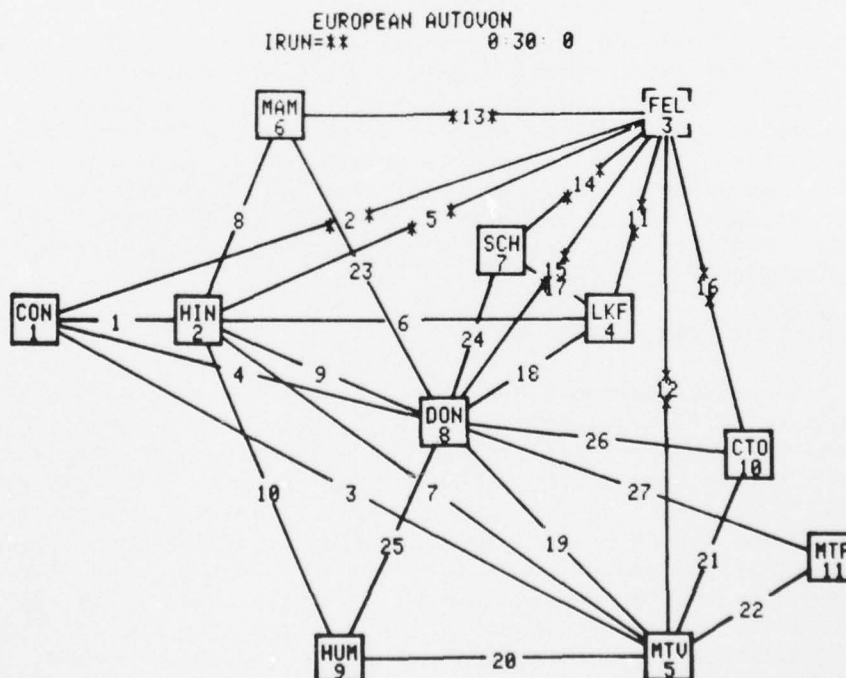 EUROPEAN AUTOVON
IRUN=** 0:30: 0
MAM
6
*13*
FEL
3
8
* 2 *
* 5 *
* 14 *
* 11 *
SCH
7
23
* 15 *
17
* 16 *
CON
1
1
HIN
2
6
LKF
4
24
4
9
18
* 12 *
DON
8
26
CTO
10
10
3
7
27
25
19
21
MTP
11
22
HUM
9
20
MTV
5